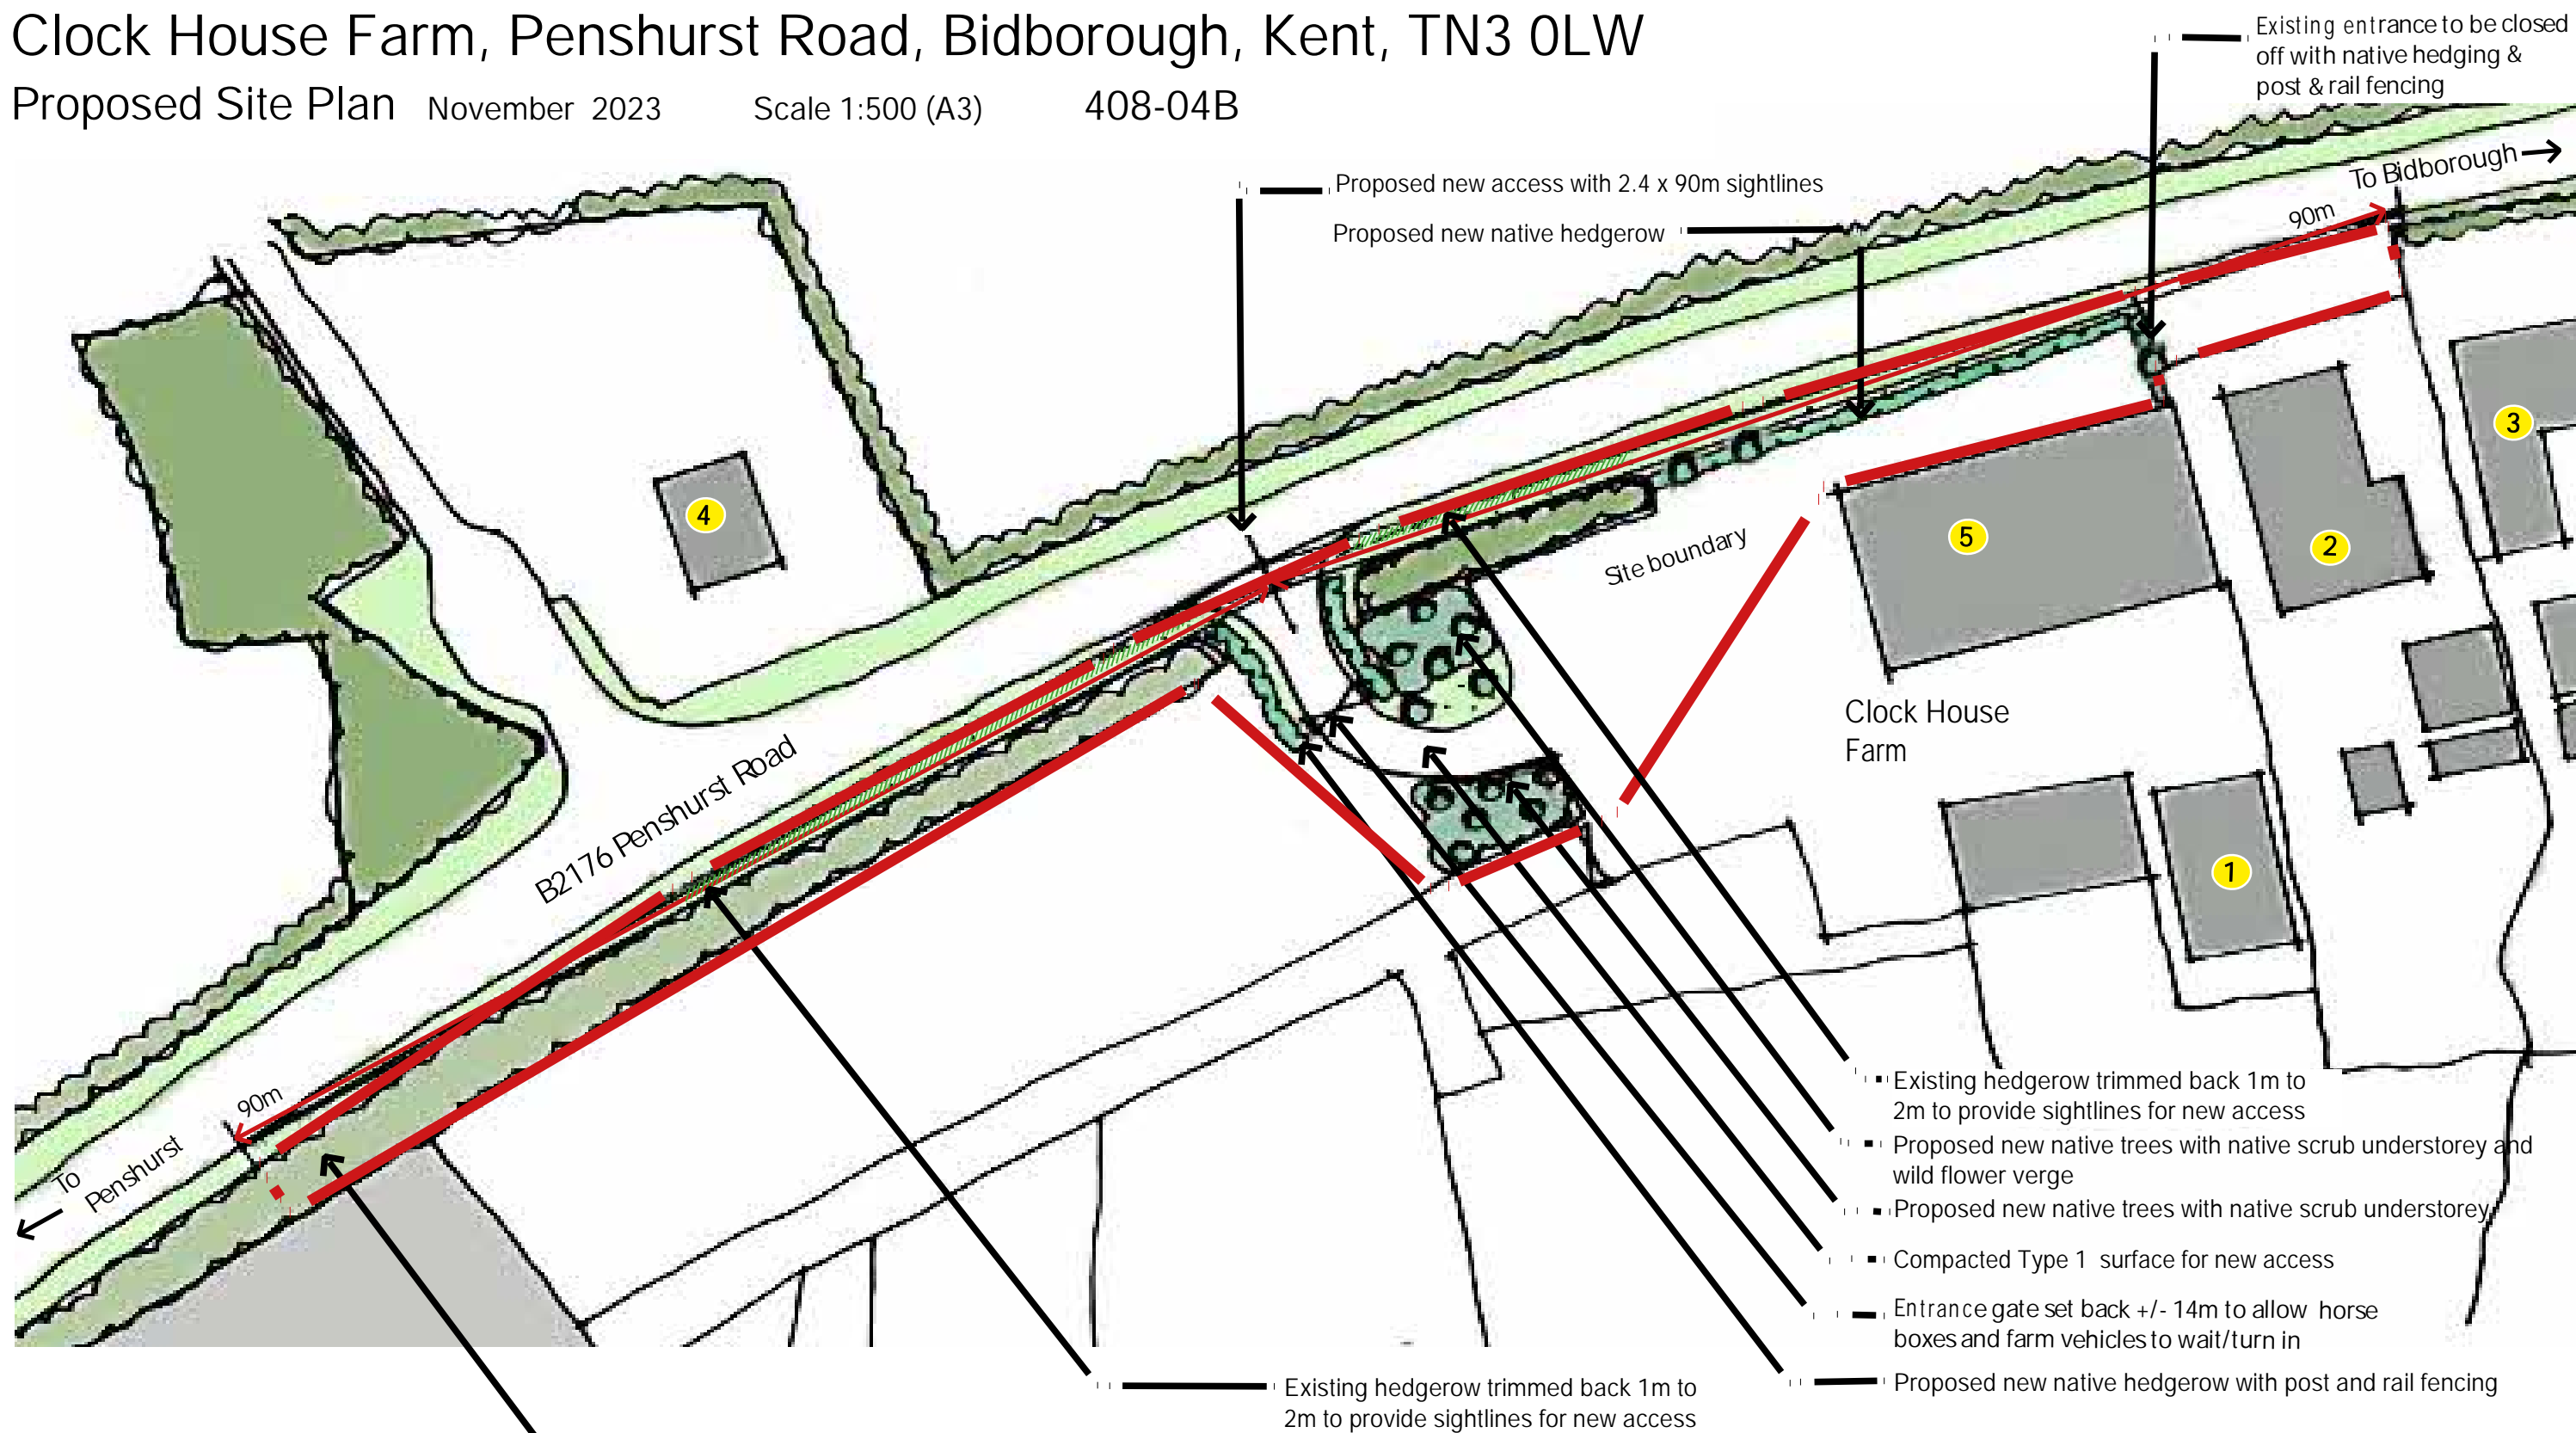 Clock House Farm, Penshurst Road, Bidborough, Kent, TN3 0LW
Proposed Site Plan November 2023 Scale 1:500 (A3) 408-04B
Existing entrance to be closed
off with native hedging &
post & rail fencing
To Bidborough
90m
Proposed new access with 2.4 x 90m sightlines
Proposed new native hedgerow
3
4
5
2
Site boundary
Clock House
Farm
B2176 Penshurst Road
1
90m
To
Penshurst
Existing hedgerow trimmed back 1m to
2m to provide sightlines for new access
Proposed new native trees with native scrub understorey and
wild flower verge
Proposed new native trees with native scrub understorey
Compacted Type 1 surface for new access
Entrance gate set back +/- 14m to allow horse
boxes and farm vehicles to wait/turn in
Proposed new native hedgerow with post and rail fencing
Existing hedgerow trimmed back 1m to
2m to provide sightlines for new access